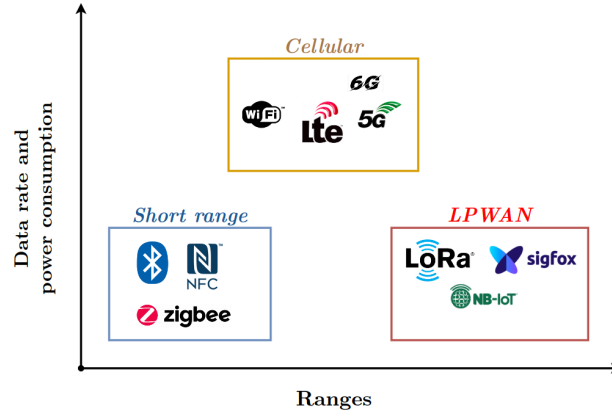 Cellular
6G
WiFi™
Lte
5G
Data rate and
power consumption
Short range
LPWAN
NFC
LoRa®
sigfox
zigbee
NB-IoT
Ranges